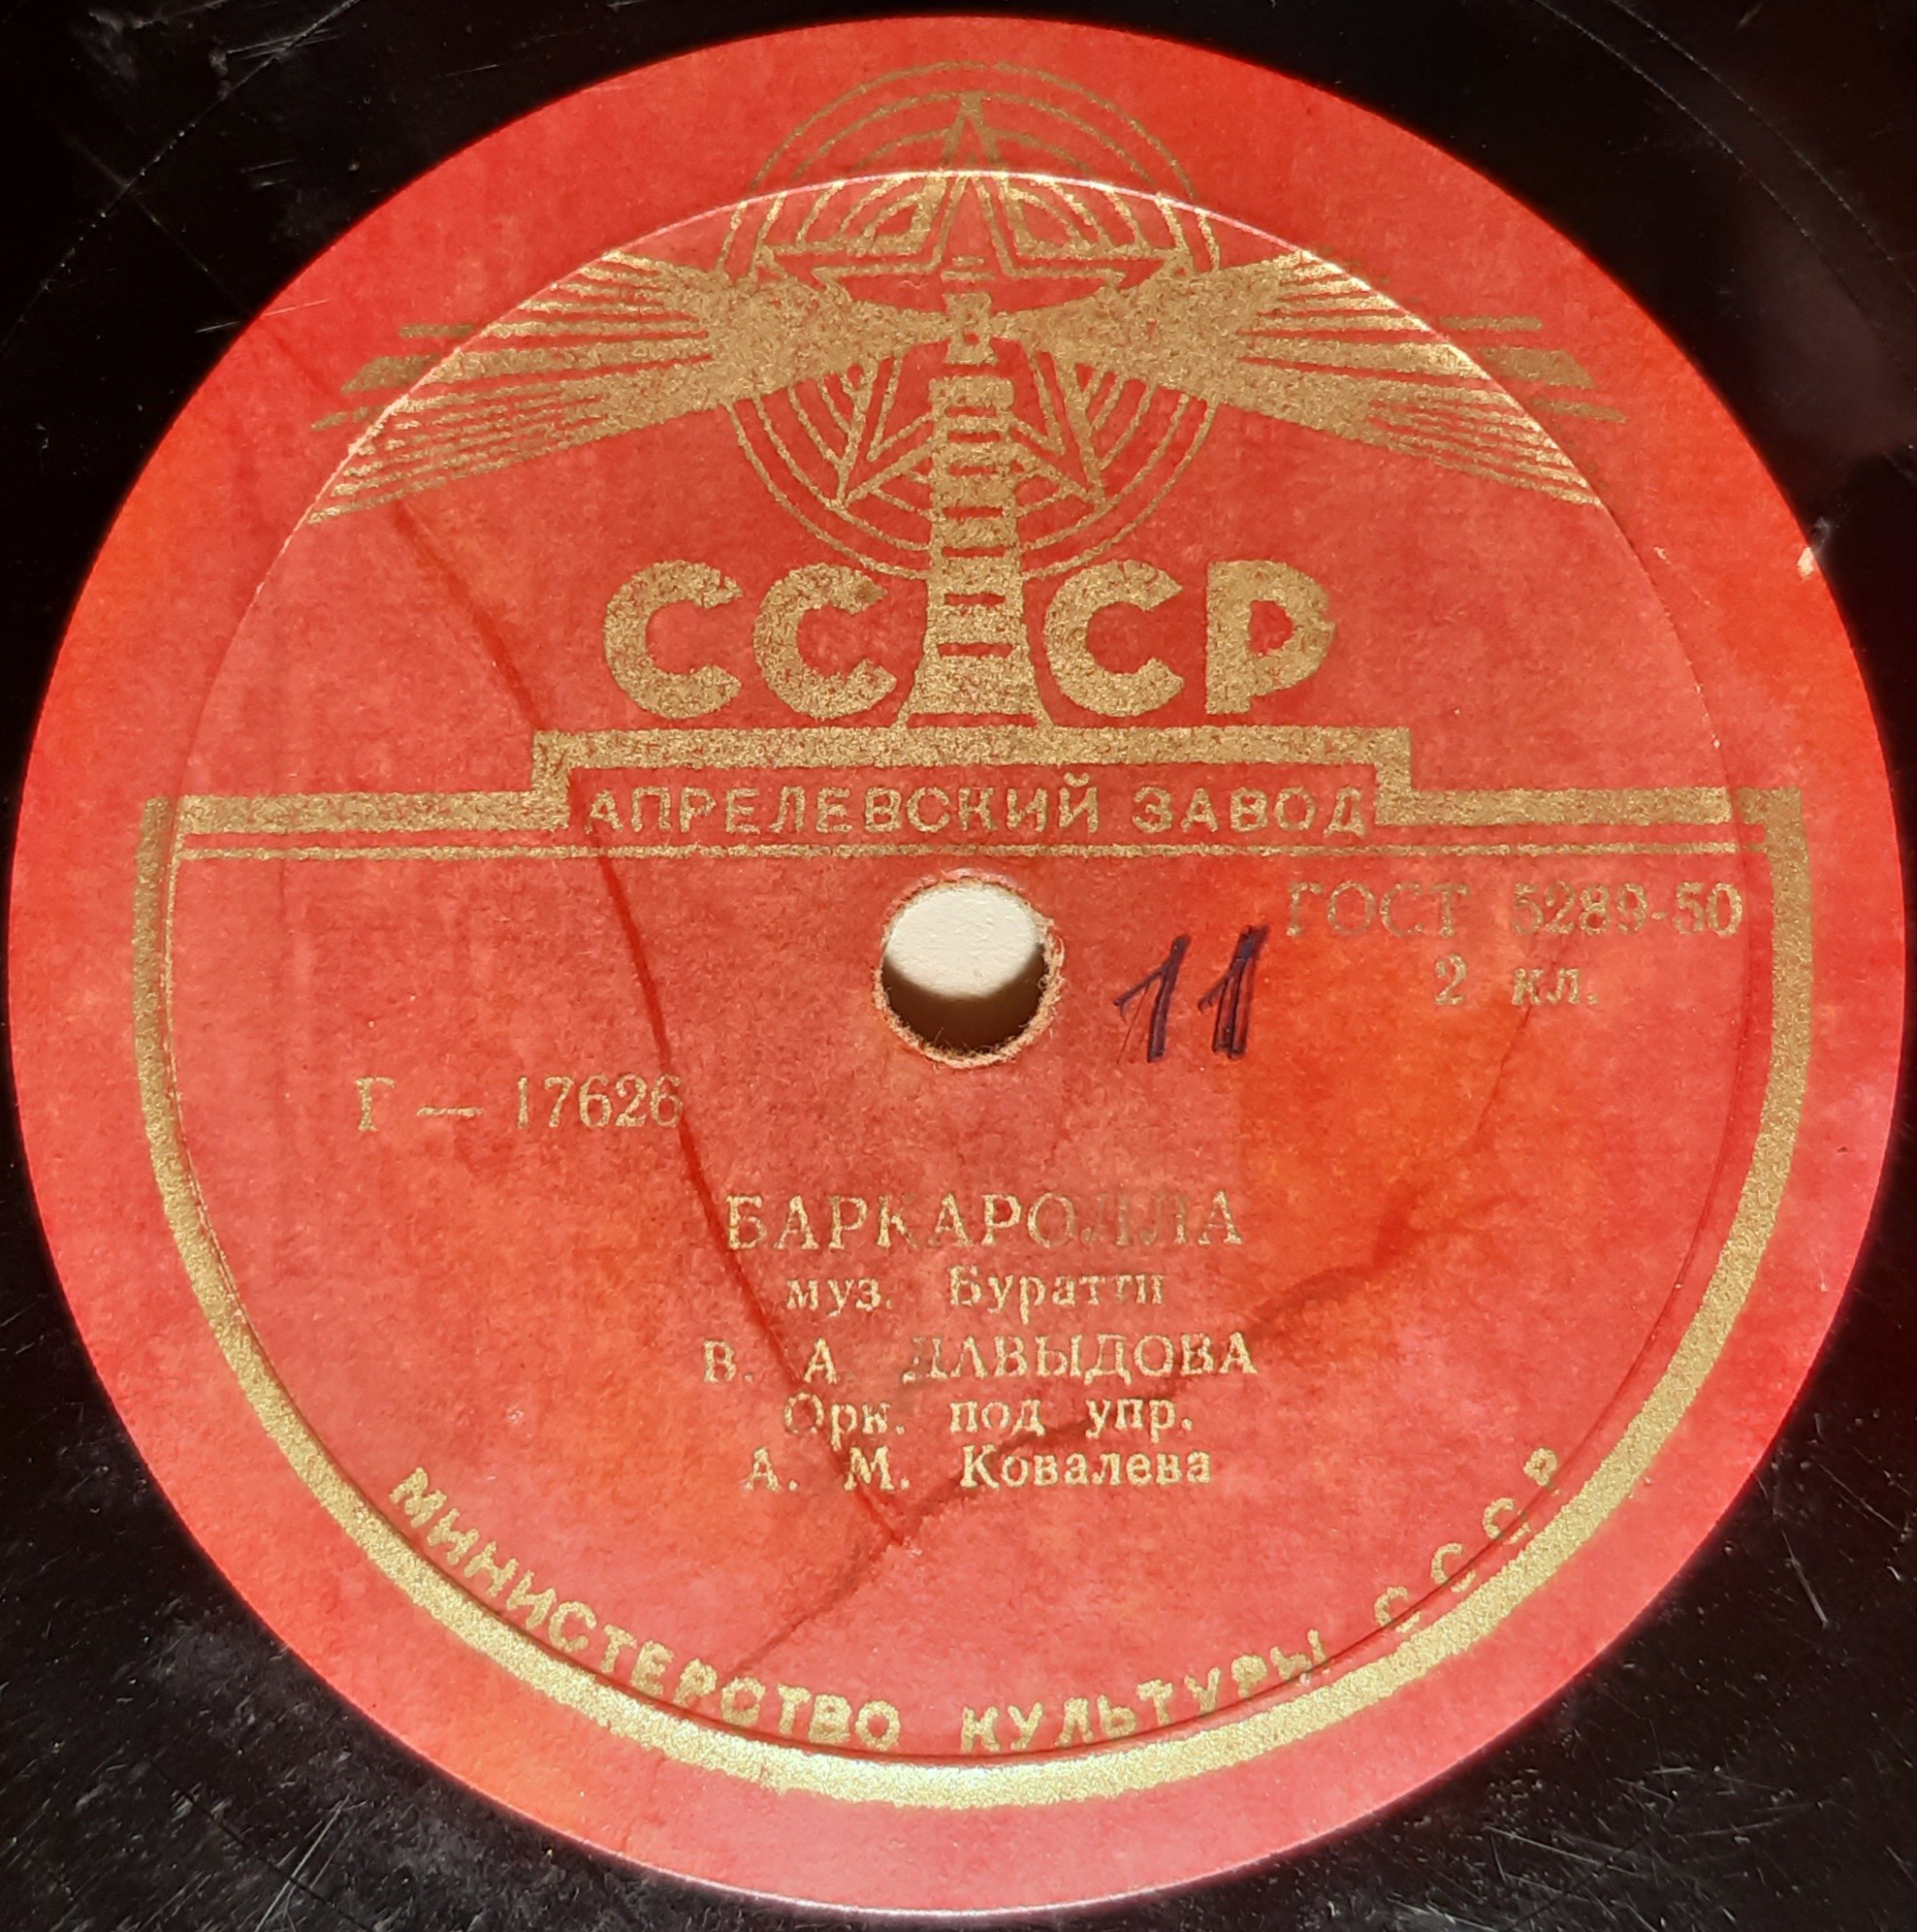 СССР
АПРЕЛЕВСКИЙ ЗАВОД
ГОСТ 5289-50
2 кл.
11
Г — 17626
БАРКАРОЛЛА
муз. Буратти
В. А ДАВЫДОВА
Орк. под упр.
А. М. Ковалева
МИНИСТЕРСТВО КУЛЬТУРЫ СССР